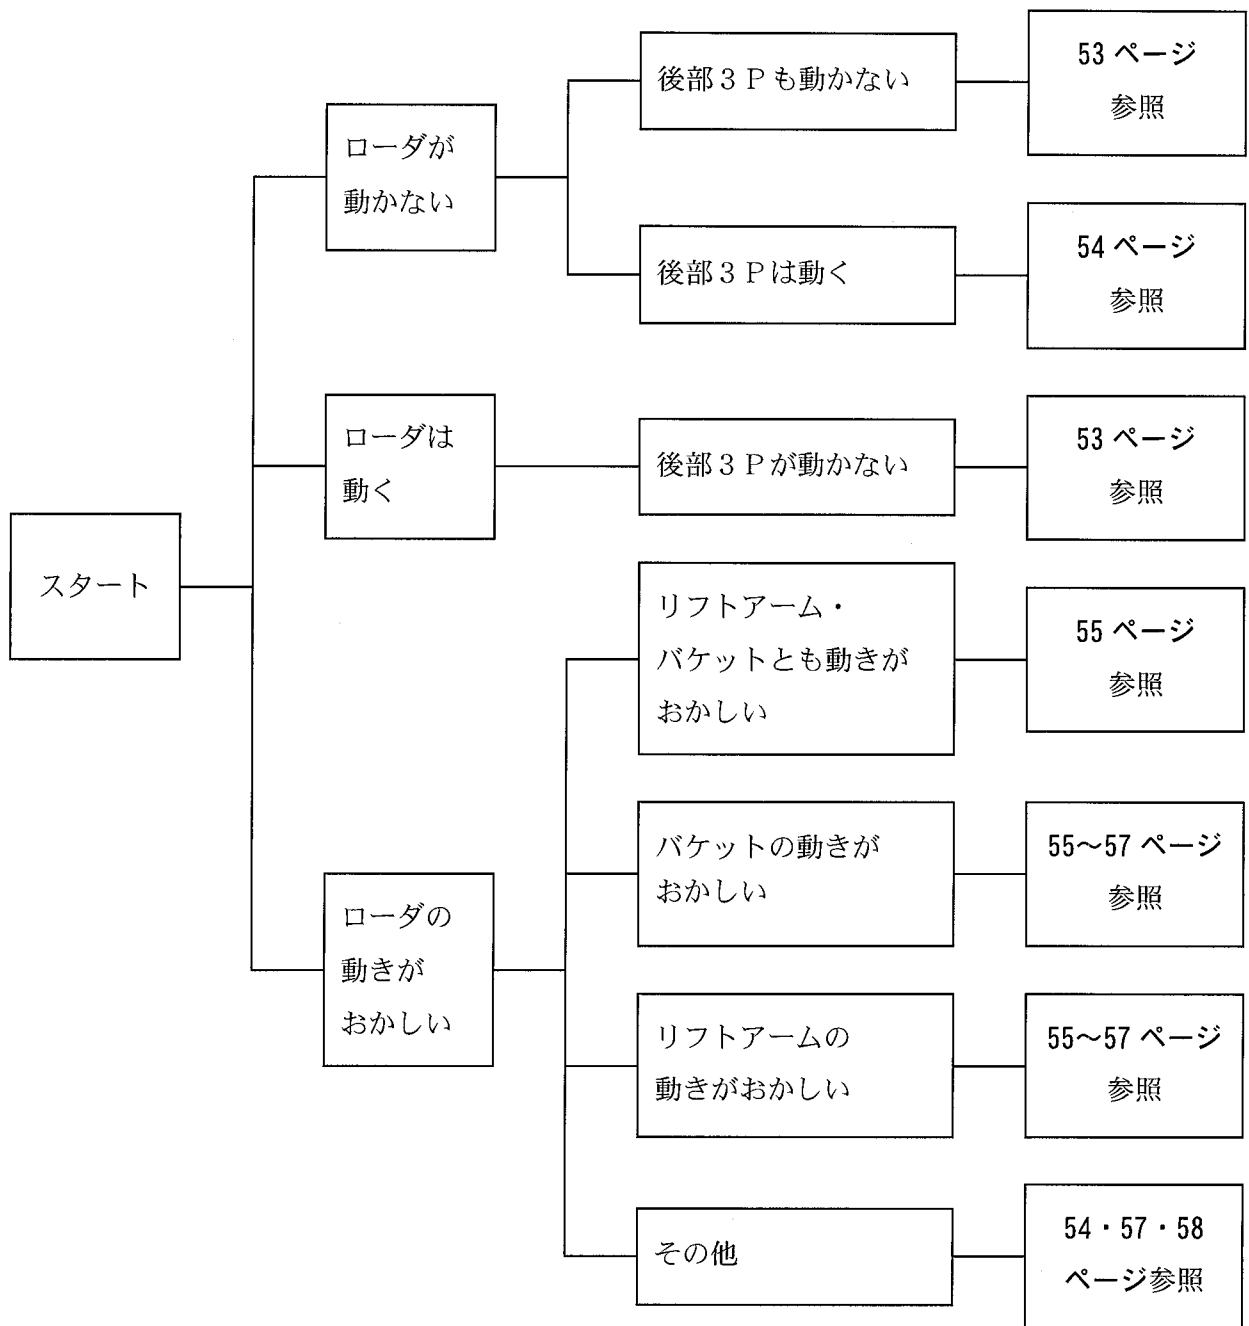 スタート
ローダが
動かない
後部３Ｐも動かない
53 ページ
参照
後部３Ｐは動く
54 ページ
参照
ローダは
動く
後部３Ｐが動かない
53 ページ
参照
ローダの
動きが
おかしい
リフトアーム・
バケットとも動きが
おかしい
55 ページ
参照
バケットの動きが
おかしい
55～57 ページ
参照
リフトアームの
動きがおかしい
55～57 ページ
参照
その他
54・57・58
ページ参照